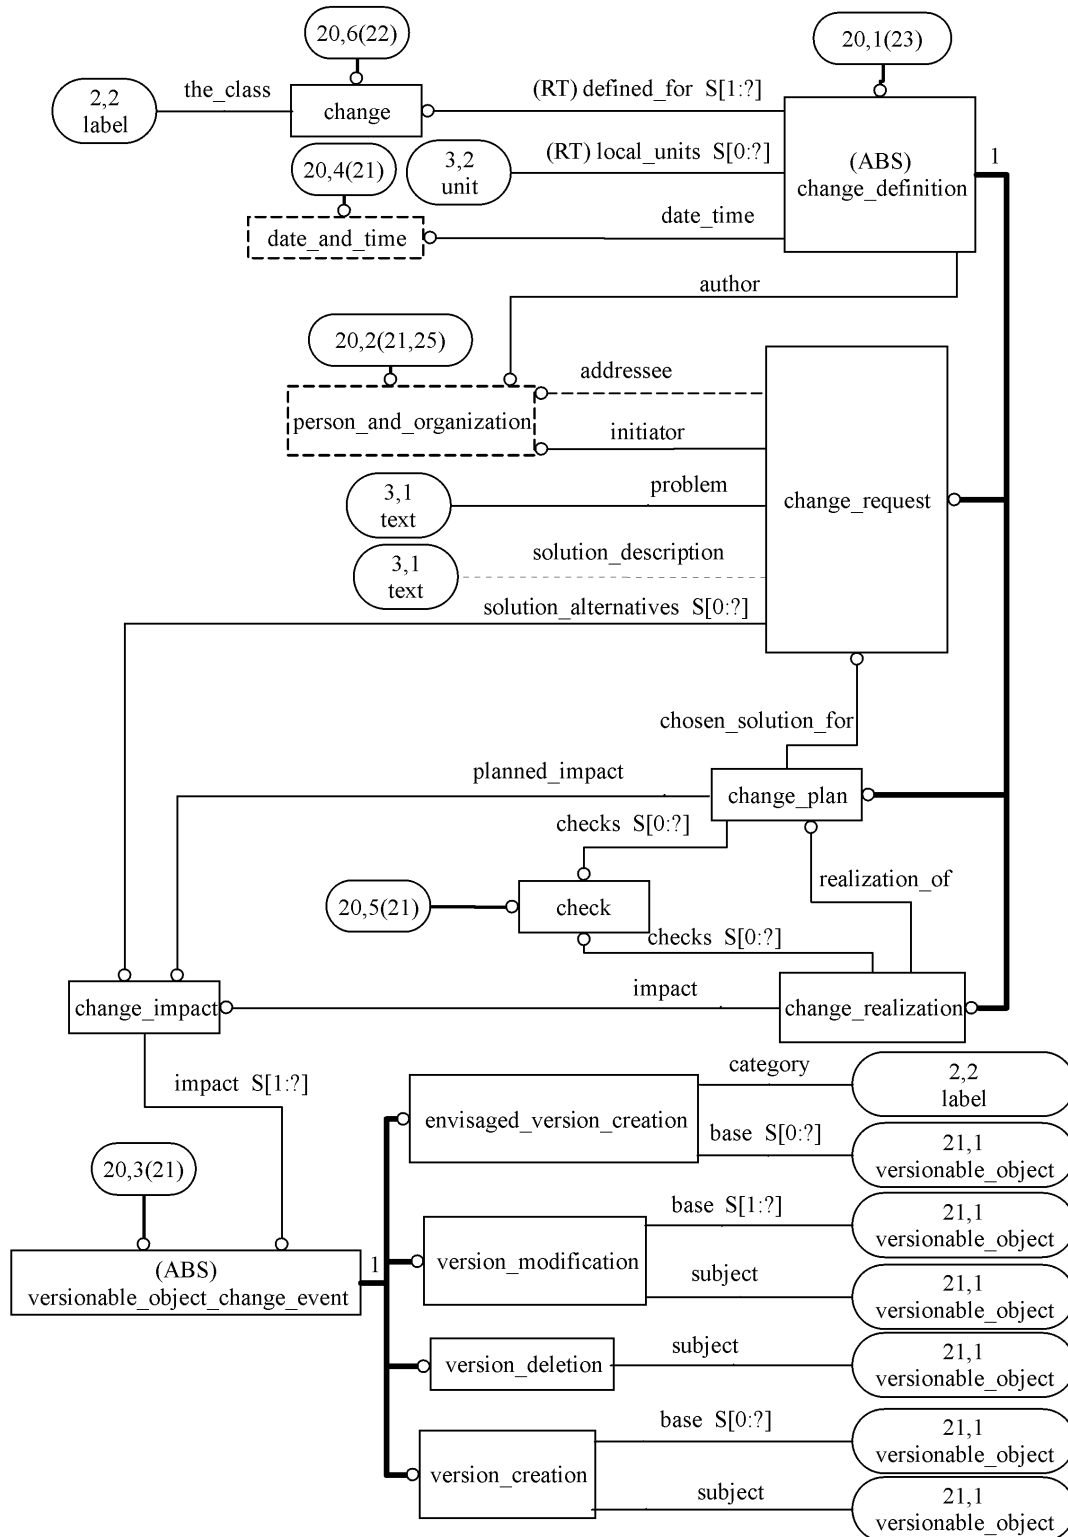 20,6(22)
20,1(23)
2,2
label
the_class
change
(RT) defined_for S[1:?]
(ABS)
change_definition
1
20,4(21)
3,2
unit
(RT) local_units S[0:?]
date_and_time
date_time
author
20,2(21,25)
person_and_organization
addressee
initiator
change_request
3,1
text
problem
3,1
text
solution_description
solution_alternatives S[0:?]
chosen_solution_for
planned_impact
change_plan
checks S[0:?]
realization_of
20,5(21)
check
checks S[0:?]
change_impact
impact
change_realization
impact S[1:?]
envisaged_version_creation
category
2,2
label
base S[0:?]
21,1
versionable_object
20,3(21)
version_modification
base S[1:?]
21,1
versionable_object
subject
21,1
versionable_object
(ABS)
versionable_object_change_event
1
version_deletion
subject
21,1
versionable_object
version_creation
base S[0:?]
21,1
versionable_object
subject
21,1
versionable_object